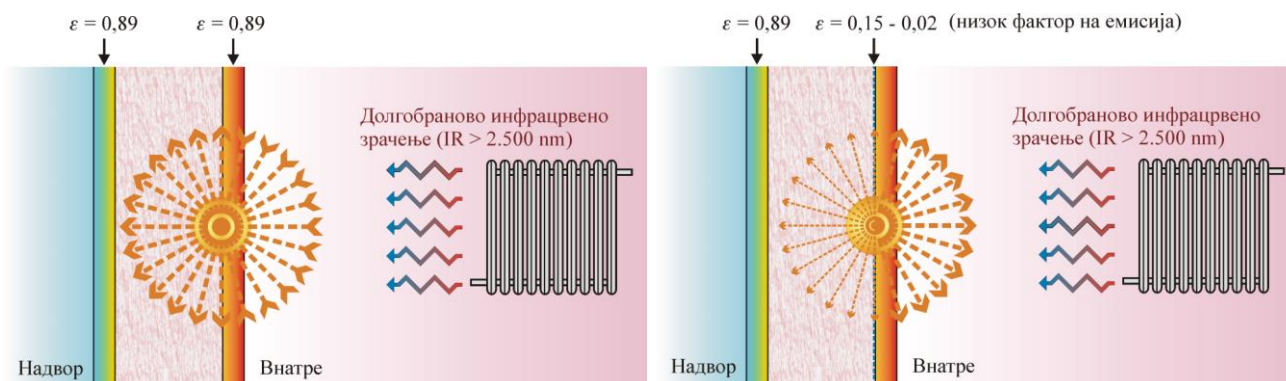 ε = 0,89
ε = 0,89
Долгобраново инфрацрвено
зрачење (IR > 2.500 nm)
Надвор
Внатре
ε = 0,89
ε = 0,15 - 0,02 (низок фактор на емисија)
Долгобраново инфрацрвено
зрачење (IR > 2.500 nm)
Надвор
Внатре